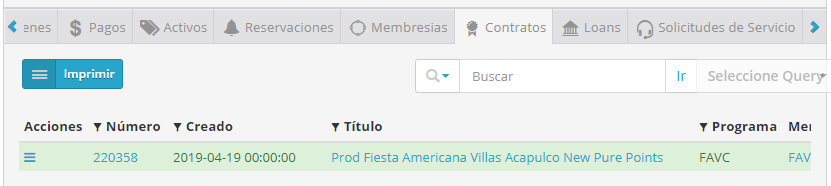 enes Pagos Activos Reservaciones Membresias Contratos Loans Solicitudes de Servicio
Imprimir Buscar Ir Seleccione Query
Acciones Número Creado Título Programa Mer
220358 2019-04-19 00:00:00 Prod Fiesta Americana Villas Acapulco New Pure Points FAVC FAV